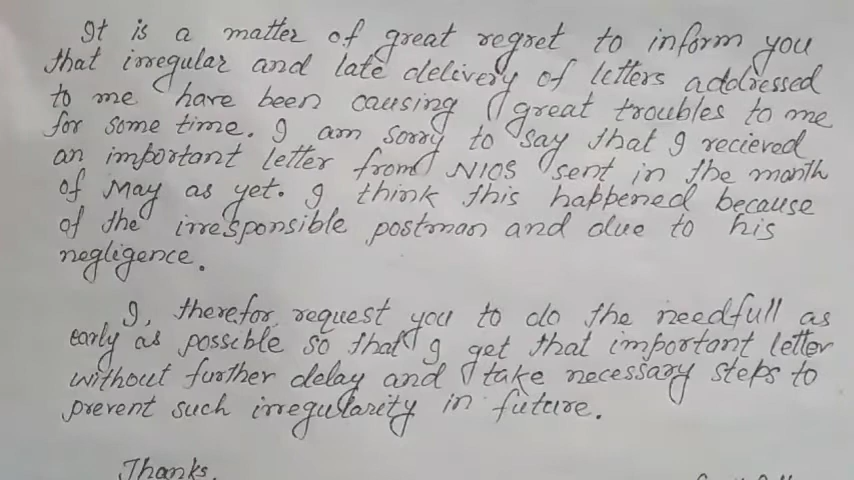 It is a matter of great regret to inform you
that irregular and late delivery of letters addressed
to me have been causing great troubles to me
for some time. I am sorry to say that I recieved
an important letter from NIOS sent in the month
of May as yet. I think this happened because
of the irresponsible postman and due to his
negligence.
I, therefor, request you to do the needfull as
early as possible so that I get that important letter
without further delay and take necessary steps to
prevent such irregularity in future.
Thanks.